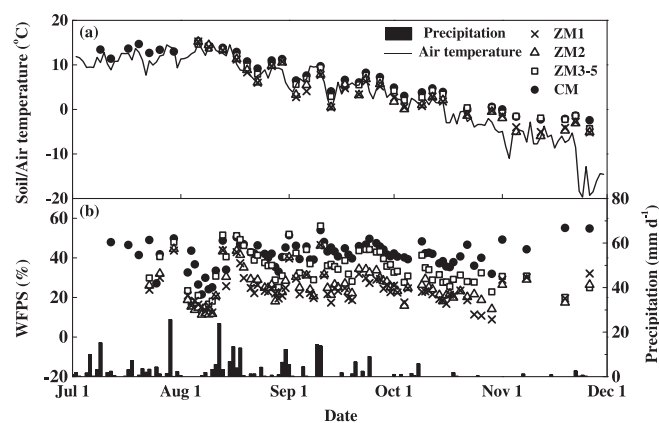 (a)
Precipitation
Air temperature
ZM1
ZM2
ZM3-5
CM
Soil/Air temperature (°C)
20
10
0
-10
-20
(b)
WFPS (%)
60
40
20
0
-20
Precipitation (mm d⁻¹)
80
60
40
20
0
Jul 1
Aug 1
Sep 1
Oct 1
Nov 1
Dec 1
Date